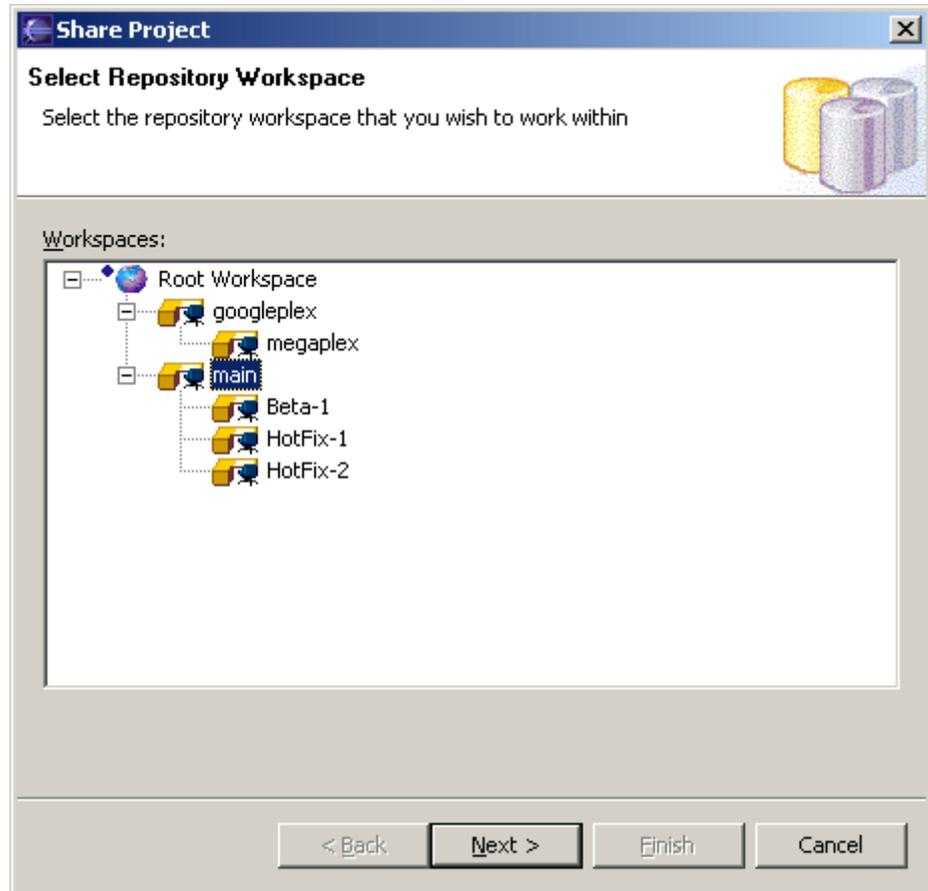 Share Project
Select Repository Workspace
Select the repository workspace that you wish to work within
Workspaces:
Root Workspace
googleplex
megaplex
main
Beta-1
HotFix-1
HotFix-2
< Back Next > Finish Cancel